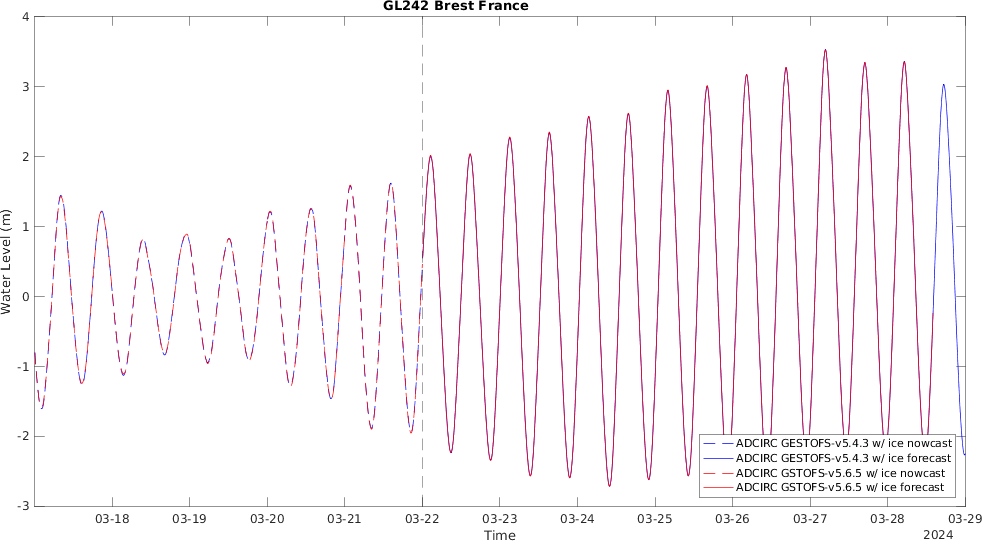 GL242 Brest France
Water Level (m)
4
3
2
1
0
-1
-2
-3
ADCIRC GESTOFS-v5.4.3 w/ ice nowcast
ADCIRC GESTOFS-v5.4.3 w/ ice forecast
ADCIRC GSTOFS-v5.6.5 w/ ice nowcast
ADCIRC GSTOFS-v5.6.5 w/ ice forecast
03-18 03-19 03-20 03-21 03-22 03-23 03-24 03-25 03-26 03-27 03-28 03-29
Time
2024